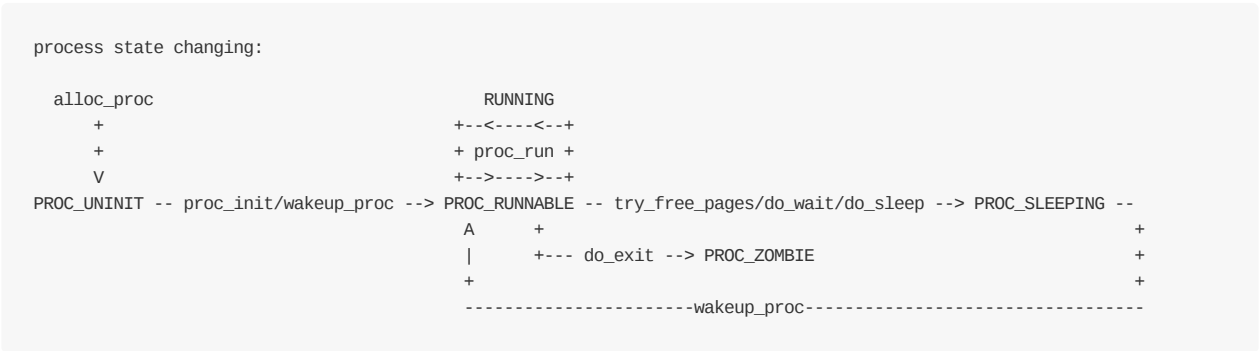 process state changing:
alloc_proc                                 RUNNING
+                                   +--<----<--+
+                                   + proc_run +
V                                   +-->---->--+
PROC_UNINIT -- proc_init/wakeup_proc --> PROC_RUNNABLE -- try_free_pages/do_wait/do_sleep --> PROC_SLEEPING --
A      +                                                           +
|      +--- do_exit --> PROC_ZOMBIE                                +
+                                                                  +
-----------------------wakeup_proc----------------------------------